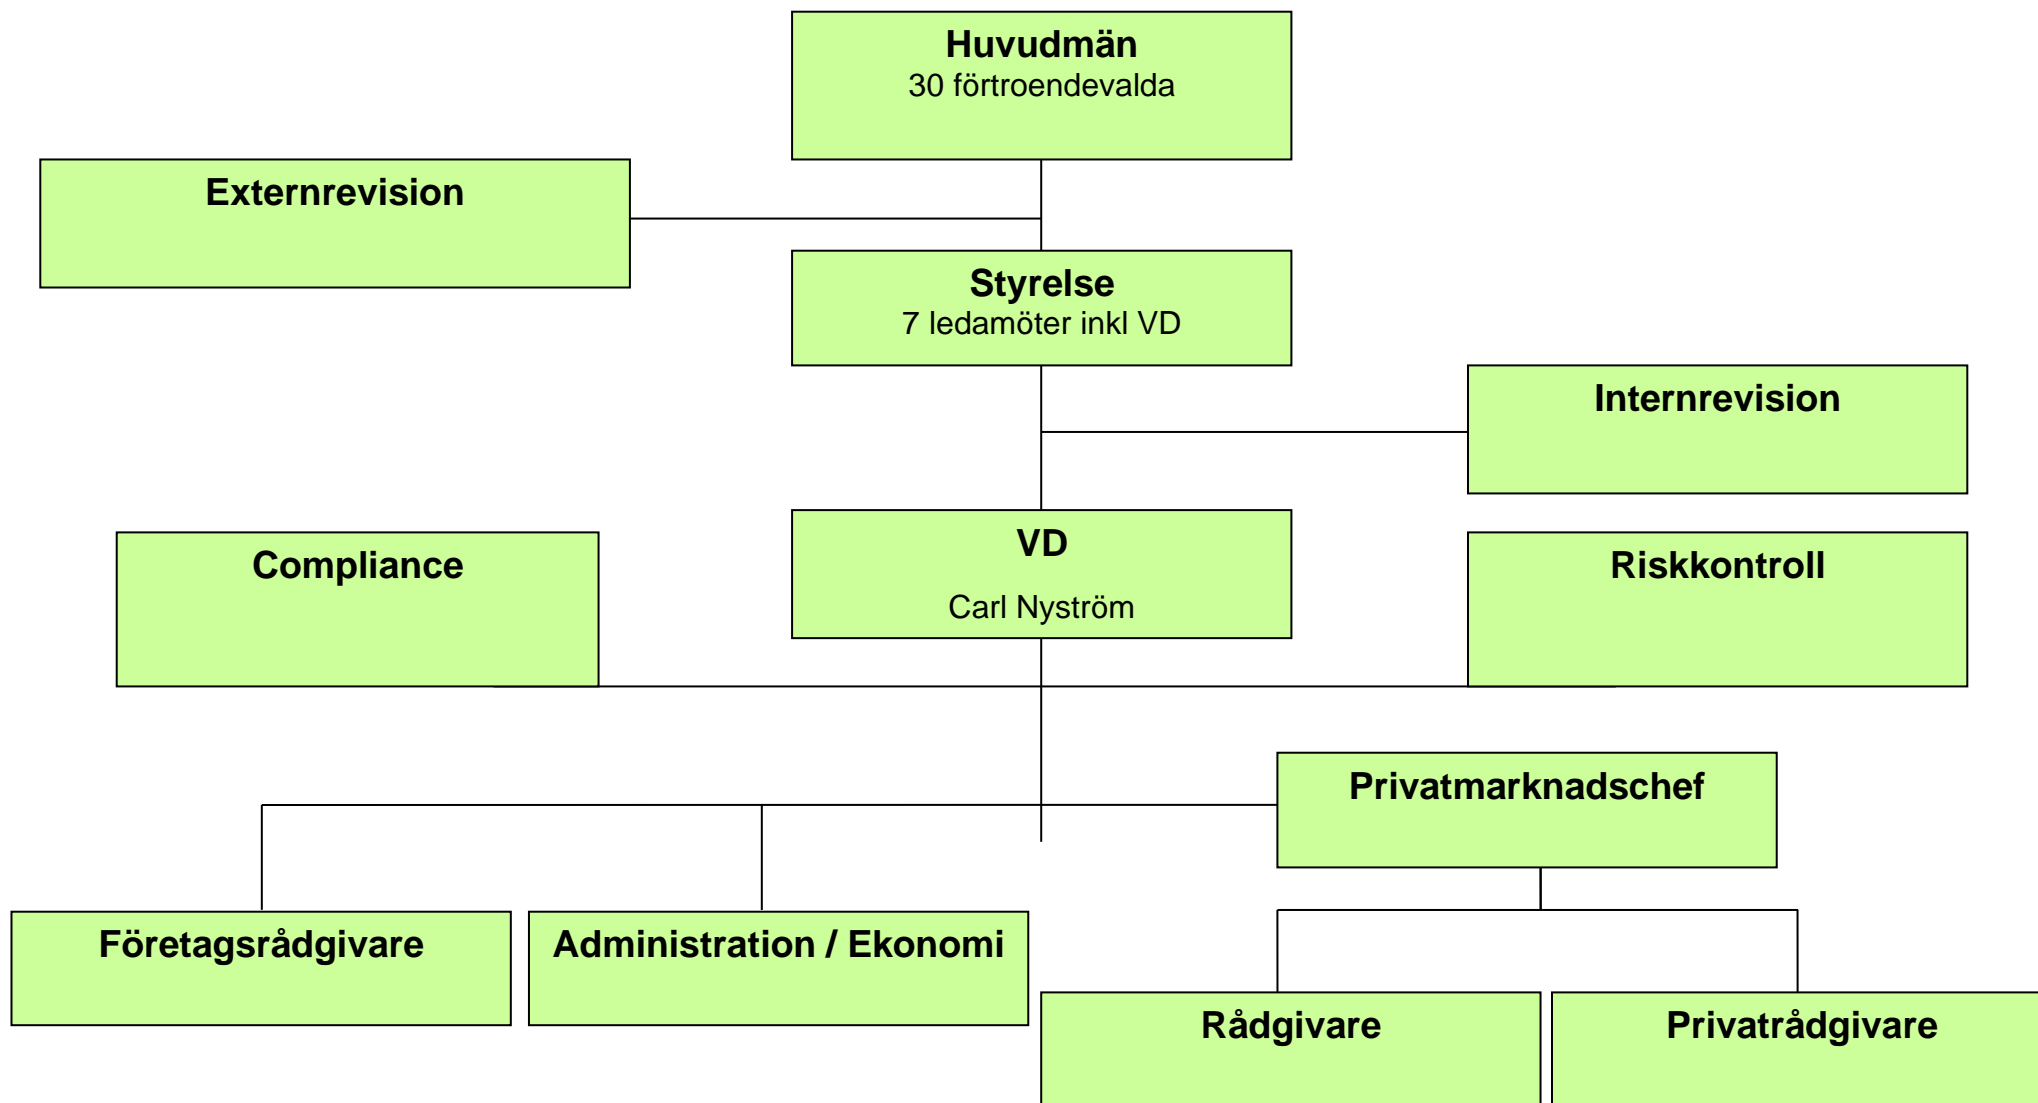 Huvudmän
30 förtroendevalda
Externrevision
Styrelse
7 ledamöter inkl VD
Internrevision
VD
Carl Nyström
Compliance
Riskkontroll
Privatmarknadschef
Företagsrådgivare
Administration / Ekonomi
Rådgivare
Privatrådgivare